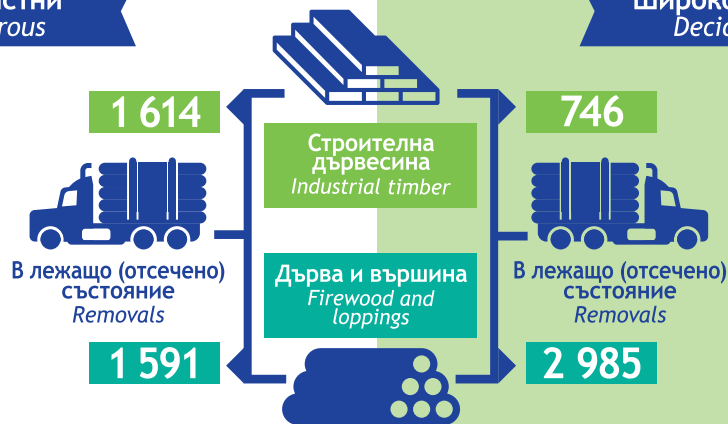 rous
Decid
1 614
746
Строителна
дървесина
Industrial timber
В лежащо (отсечено)
състояние
Removals
Дърва и вършина
Firewood and
loppings
В лежащо (отсечено)
състояние
Removals
1 591
2 985